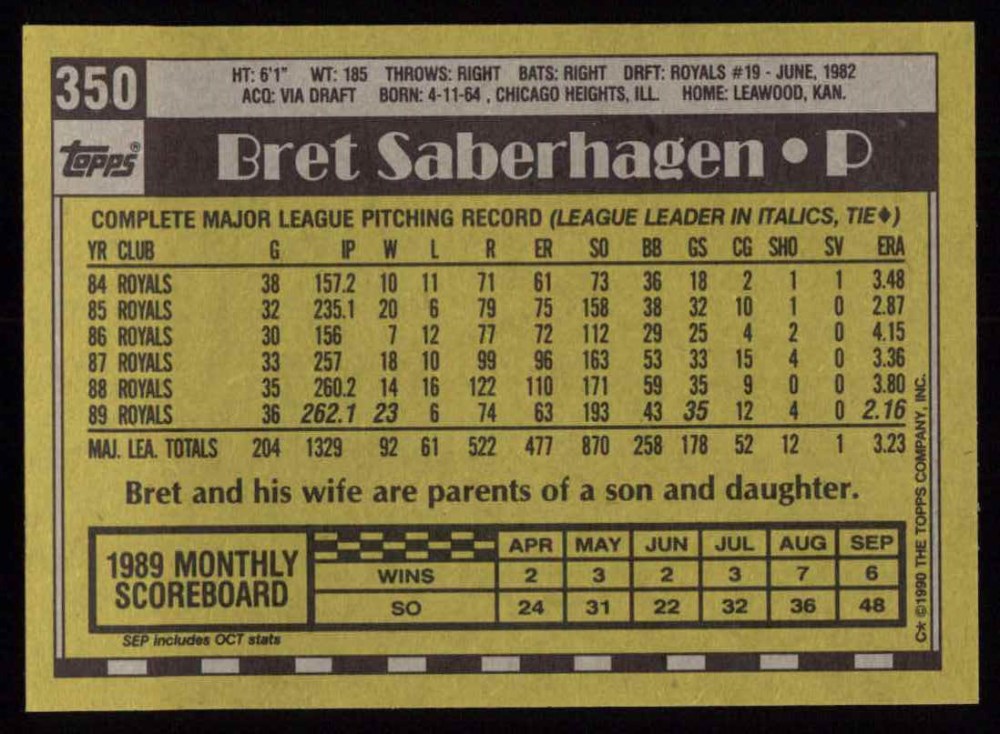 350
HT: 6'1" WT: 185 THROWS: RIGHT BATS: RIGHT DRFT: ROYALS #19 - JUNE, 1982
ACQ: VIA DRAFT BORN: 4-11-64 , CHICAGO HEIGHTS, ILL. HOME: LEAWOOD, KAN.
topps®
Bret Saberhagen • P
COMPLETE MAJOR LEAGUE PITCHING RECORD (LEAGUE LEADER IN ITALICS, TIE♦)
YR CLUB G IP W L R ER SO BB GS CG SHO SV ERA
84 ROYALS 38 157.2 10 11 71 61 73 36 18 2 1 1 3.48
85 ROYALS 32 235.1 20 6 79 75 158 38 32 10 1 0 2.87
86 ROYALS 30 156 7 12 77 72 112 29 25 4 2 0 4.15
87 ROYALS 33 257 18 10 99 96 163 53 33 15 4 0 3.36
88 ROYALS 35 260.2 14 16 122 110 171 59 35 9 0 0 3.80
89 ROYALS 36 262.1 23 6 74 63 193 43 35 12 4 0 2.16
MAJ. LEA. TOTALS 204 1329 92 61 522 477 870 258 178 52 12 1 3.23
Bret and his wife are parents of a son and daughter.
1989 MONTHLY
SCOREBOARD
APR MAY JUN JUL AUG SEP
WINS 2 3 2 3 7 6
SO 24 31 22 32 36 48
SEP includes OCT stats
C* ©1990 THE TOPPS COMPANY, INC.